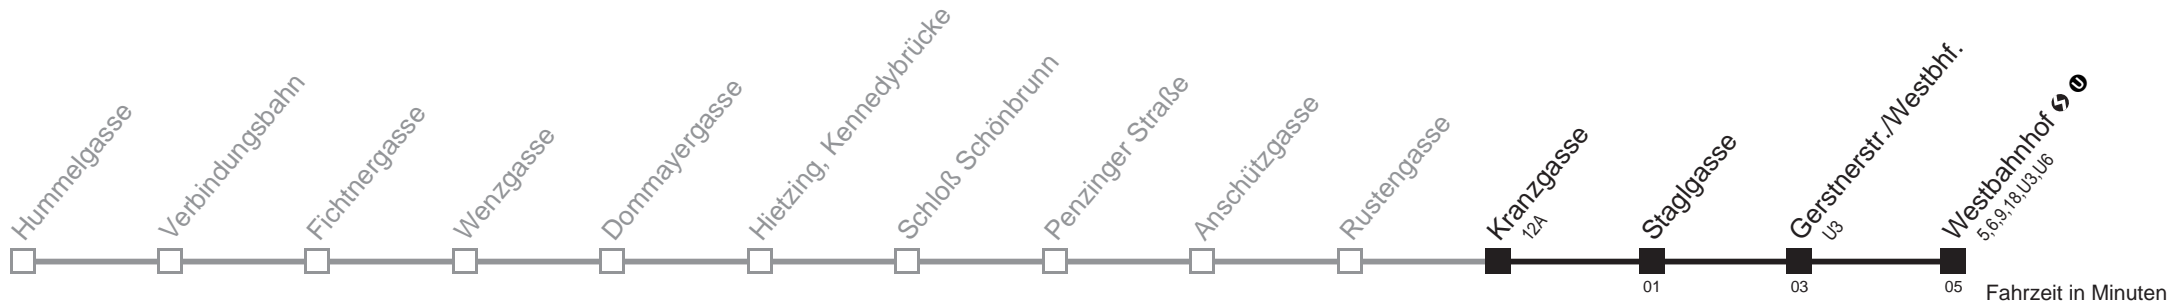 Hummelgasse
Verbindungsbahn
Fichtnergasse
Wenzgasse
Dommayergasse
Hietzing, Kennedybrücke
Schloß Schönbrunn
Penzinger Straße
Anschützgasse
Rustengasse
Kranzgasse
12A
Staglgasse
Gerstnerstr./Westbhf.
U3
Westbahnhof U
5,6,9,18,U3,U6
01 03 05 Fahrzeit in Minuten